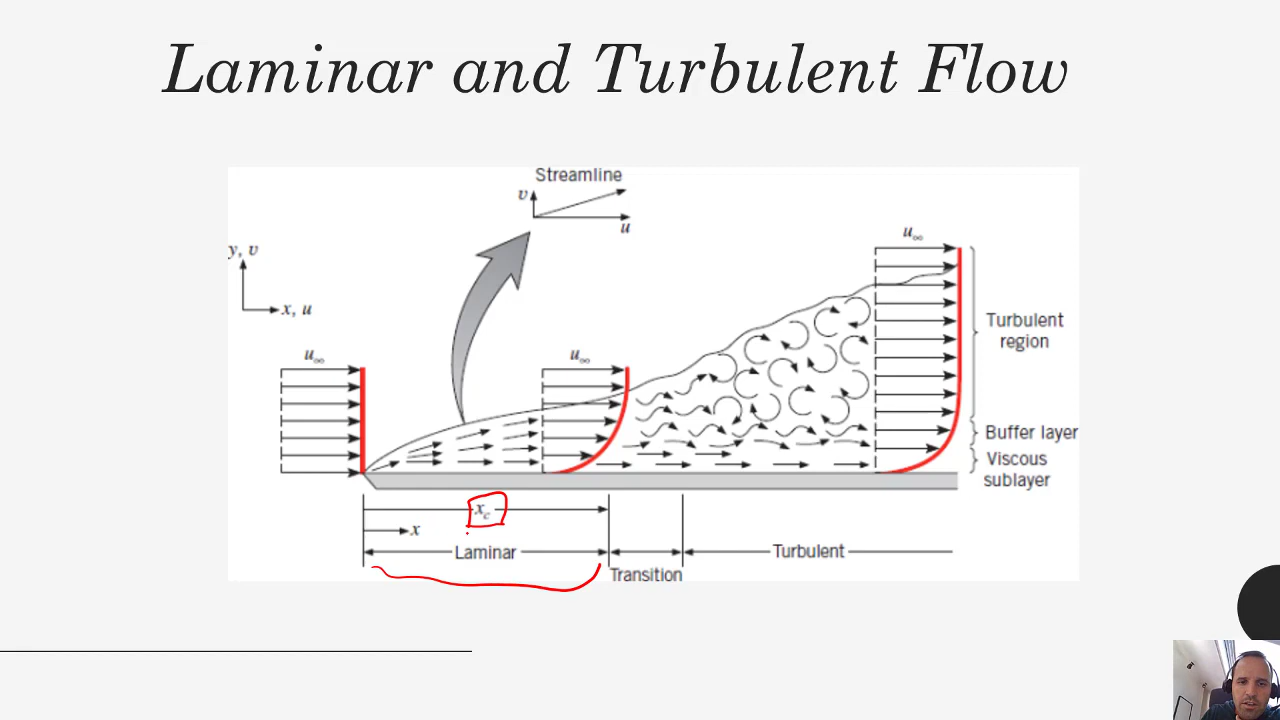 Laminar and Turbulent Flow
Streamline
v
u
y, v
x, u
u∞
u∞
u∞
Turbulent
region
Buffer layer
Viscous
sublayer
xc
x
Laminar
Transition
Turbulent